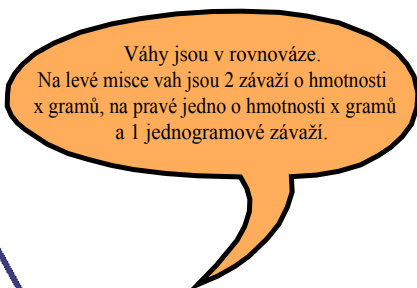 Váhy jsou v rovnováze.
Na levé misce vah jsou 2 závaží o hmotnosti
x gramů, na pravé jedno o hmotnosti x gramů
a 1 jednogramové závaží.